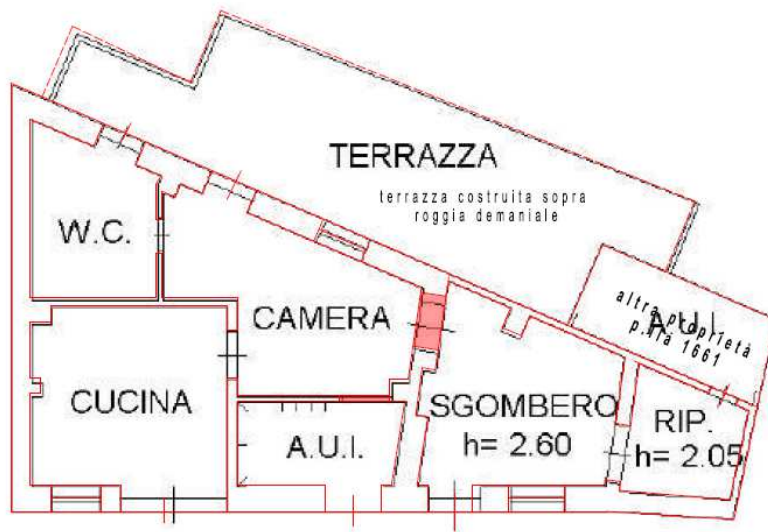 TERRAZZA
terrazza costruita sopra
roggia demaniale
W.C.
CAMERA
A.U.I.
altra proprietà
p.lla 1661
CUCINA
A.U.I.
SGOMBERO
h= 2.60
RIP.
h= 2.05